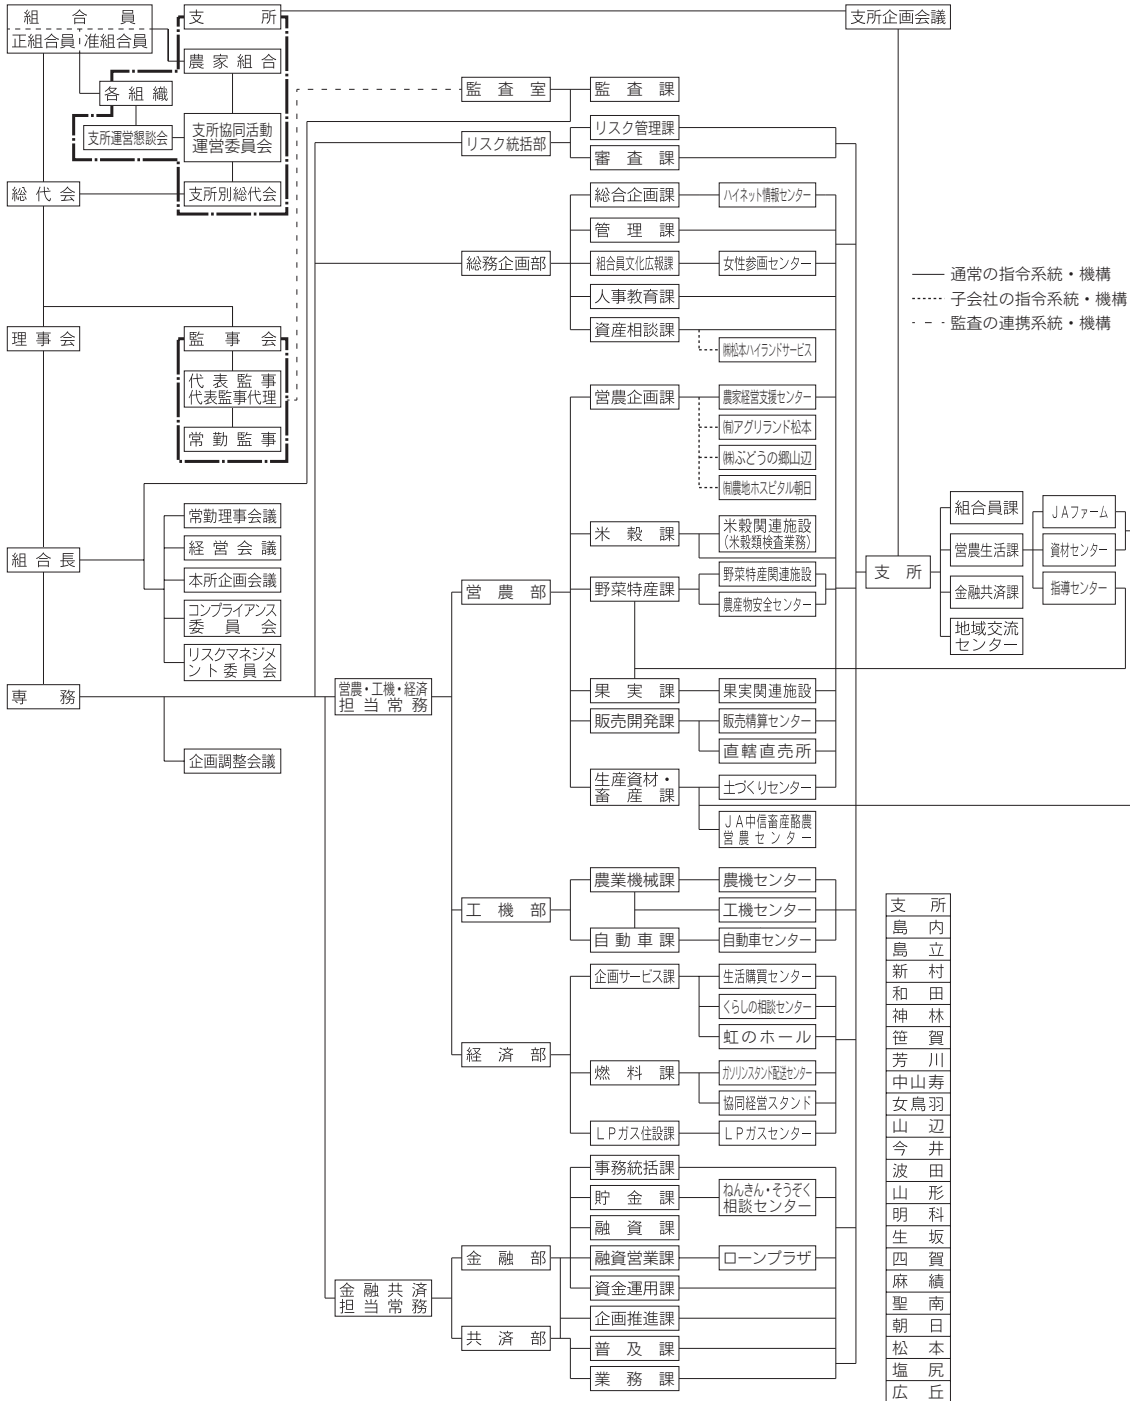 組合員
正組合員
准組合員
支所
農家組合
各組織
支所運営懇談会
支所協同活動
運営委員会
総代会
支所別総代会
理事会
監事会
代表監事
代表監事代理
常勤監事
組合長
常勤理事会議
経営会議
本所企画会議
コンプライアンス
委員会
リスクマネジメ
ント委員会
専務
企画調整会議
営農・工機・経済
担当常務
金融共済
担当常務
監査室
監査課
リスク統括部
リスク管理課
審査課
総務企画部
総合企画課
ハイネット情報センター
管理課
組合員文化広報課
女性参画センター
人事教育課
資産相談課
㈱松本ハイランドサービス
営農部
営農企画課
農家経営支援センター
㈲アグリランド松本
㈱ぶどうの郷山辺
㈲農地ホスピタル朝日
米穀課
米穀関連施設
(米穀類検査業務)
野菜特産課
野菜特産関連施設
農産物安全センター
果実課
果実関連施設
販売開発課
販売精算センター
直轄直売所
生産資材・
畜産課
土づくりセンター
JA中信畜産酪農
営農センター
工機部
農業機械課
農機センター
工機センター
自動車課
自動車センター
経済部
企画サービス課
生活購買センター
くらしの相談センター
虹のホール
燃料課
ガソリンスタンド配送センター
協同経営スタンド
LPガス住設課
LPガスセンター
金融部
事務統括課
貯金課
ねんきん・そうぞく
相談センター
融資課
融資営業課
ローンプラザ
資金運用課
共済部
企画推進課
普及課
業務課
支所企画会議
通常の指令系統・機構
子会社の指令系統・機構
監査の連携系統・機構
支所
組合員課
営農生活課
金融共済課
地域交流
センター
JAファーム
資材センター
指導センター
支所
島内
島立
新村
和田
神林
笹賀
芳川
中山寿
女鳥羽
山辺
今井
波田
山形
明科
生坂
四賀
麻績
聖南
朝日
松本
塩尻
広丘